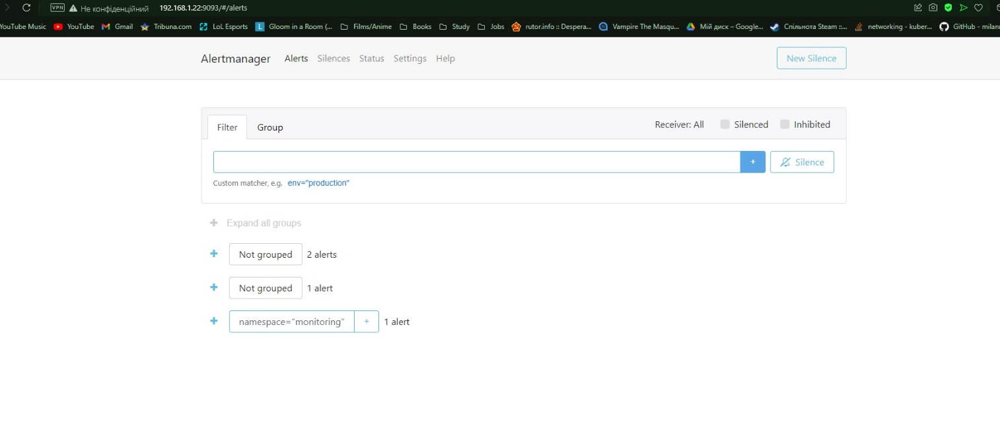 VPN Не конфіденційний 192.168.1.22:9093/#/alerts
YouTube Music YouTube Gmail Tribuna.com LoL Esports L Gloom in a Room (... Films/Anime Books Study Jobs rutor.info :: Despera... Vampire The Masqu... Мій диск – Google... Спільнота Steam ::... networking - kuber... GitHub - milan
Alertmanager Alerts Silences Status Settings Help New Silence
Filter Group Receiver: All Silenced Inhibited
+ Silence
Custom matcher, e.g. env="production"
+ Expand all groups
+ Not grouped 2 alerts
+ Not grouped 1 alert
+ namespace="monitoring" + 1 alert